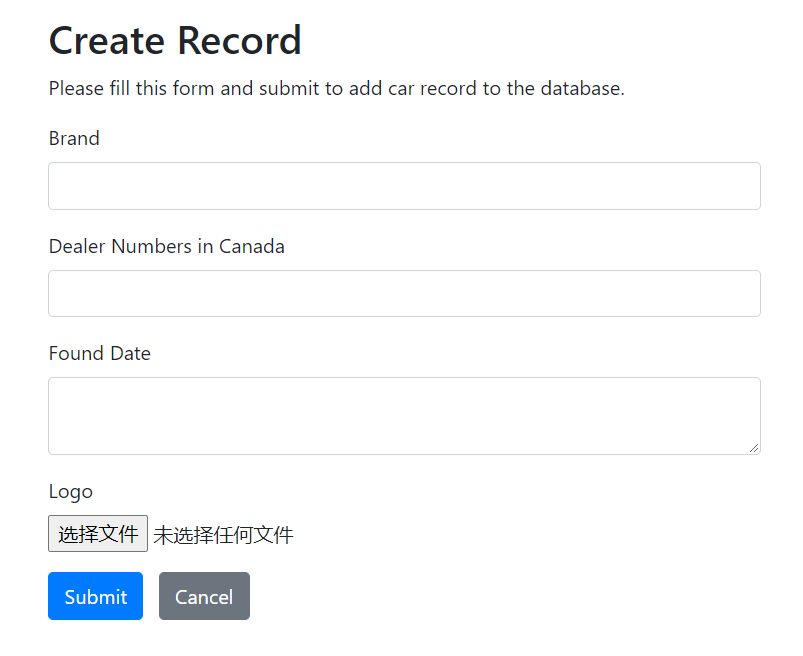 Create Record
Please fill this form and submit to add car record to the database.
Brand
Dealer Numbers in Canada
Found Date
Logo
选择文件 未选择任何文件
Submit Cancel